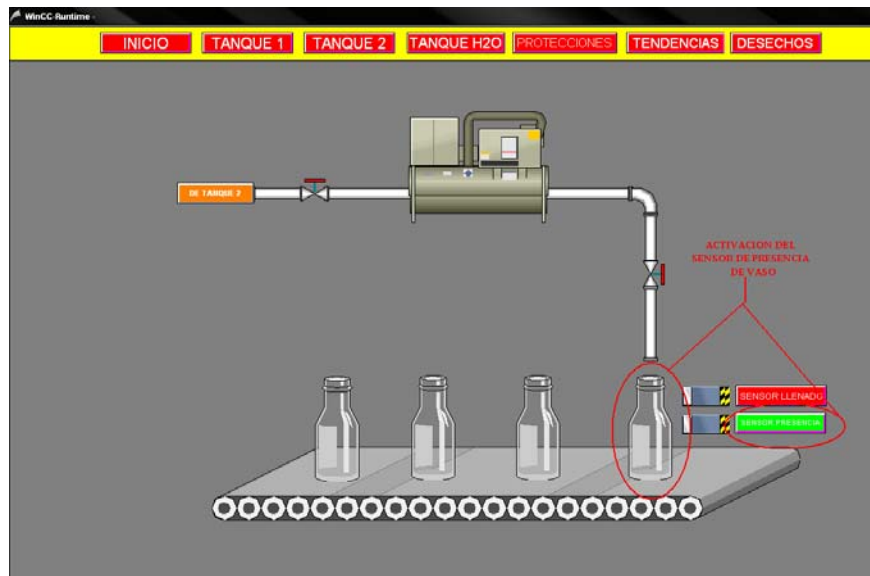 WinCC-Runtime -
INICIO
TANQUE 1
TANQUE 2
TANQUE H2O
PROTECCIONES
TENDENCIAS
DESECHOS
DE TANQUE 2
ACTIVACION DEL
SENSOR DE PRESENCIA
DE VASO
SENSOR LLENADO
SENSOR PRESENCIA